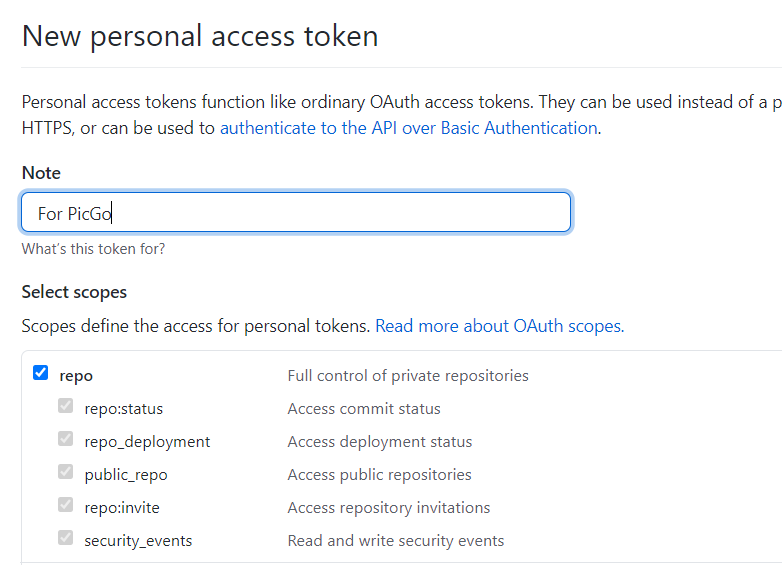 New personal access token
Personal access tokens function like ordinary OAuth access tokens. They can be used instead of a p
HTTPS, or can be used to authenticate to the API over Basic Authentication.
Note
For PicGo
What's this token for?
Select scopes
Scopes define the access for personal tokens. Read more about OAuth scopes.
repo Full control of private repositories
repo:status Access commit status
repo_deployment Access deployment status
public_repo Access public repositories
repo:invite Access repository invitations
security_events Read and write security events